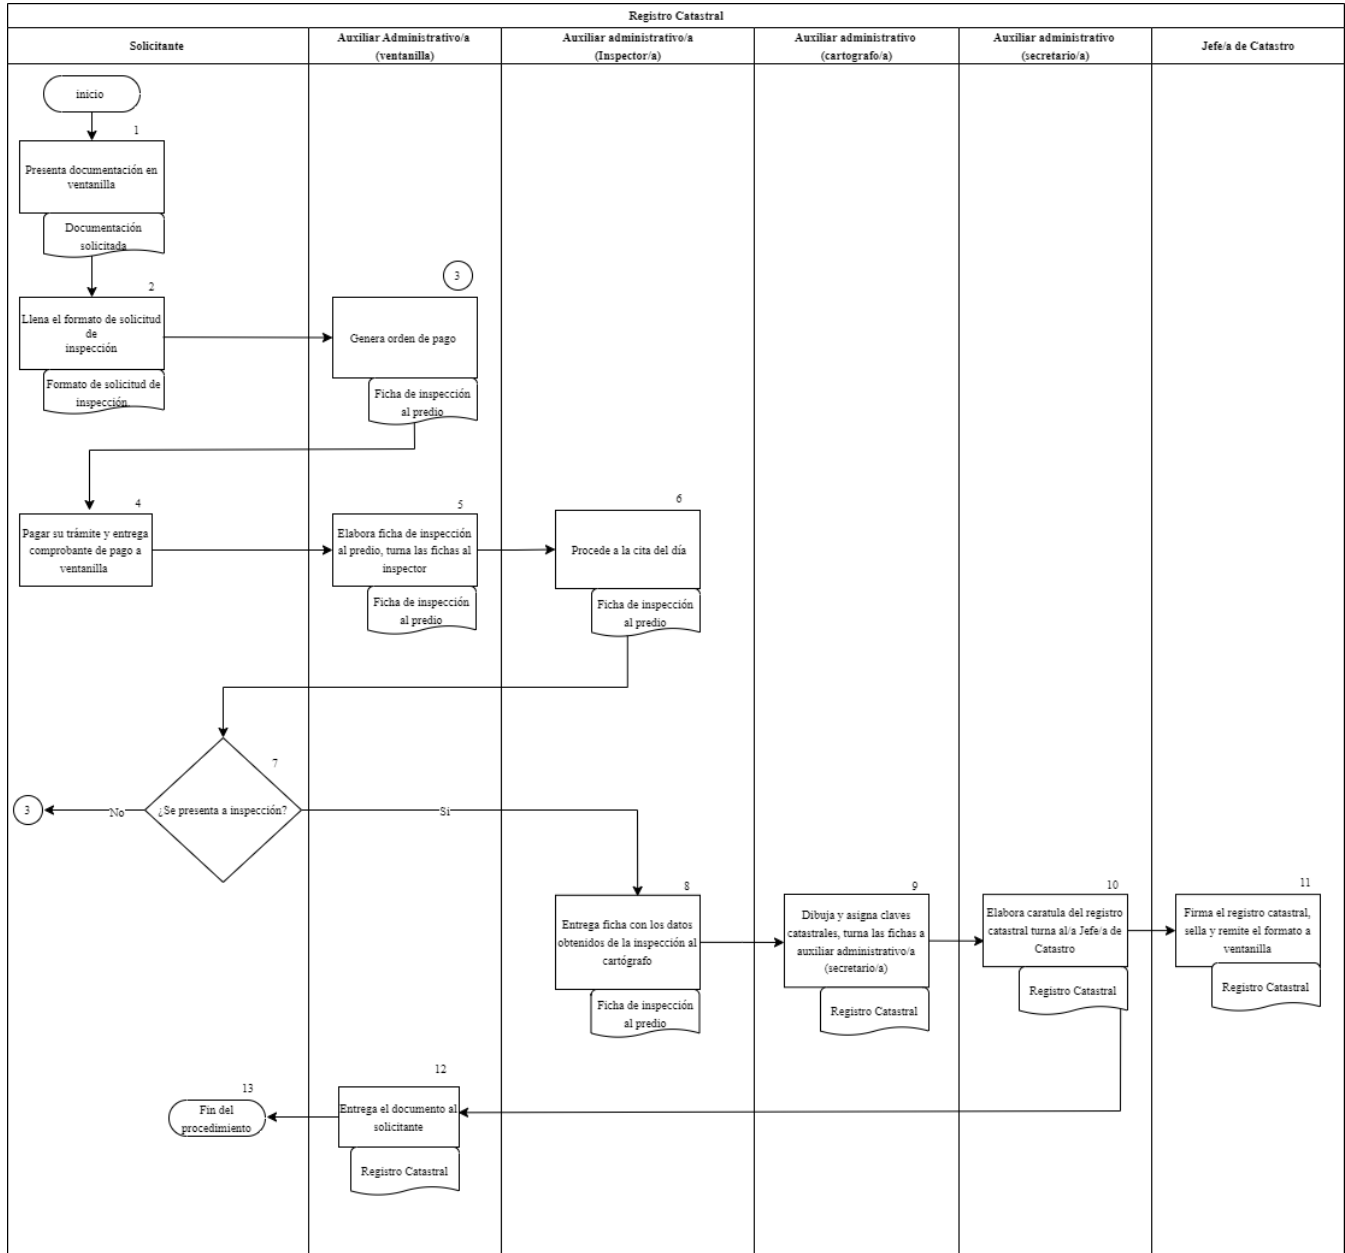 Registro Catastral
Solicitante
Auxiliar Administrativo/a
(ventanilla)
Auxiliar administrativo/a
(Inspector/a)
Auxiliar administrativo
(cartografo/a)
Auxiliar administrativo
(secretario/a)
Jefe/a de Catastro
inicio
1
Presenta documentación en
ventanilla
Documentación
solicitada
2
Llena el formato de solicitud
de
inspección
Formato de solicitud de
inspección
3
Genera orden de pago
Ficha de inspección
al predio
4
Pagar su trámite y entrega
comprobante de pago a
ventanilla
5
Elabora ficha de inspección
al predio, turna las fichas al
inspector
Ficha de inspección
al predio
6
Procede a la cita del día
Ficha de inspección
al predio
7
¿Se presenta a inspección?
No
3
Si
8
Entrega ficha con los datos
obtenidos de la inspección al
cartógrafo
Ficha de inspección
al predio
9
Dibuja y asigna claves
catastrales, turna las fichas a
auxiliar administrativo/a
(secretario/a)
Registro Catastral
10
Elabora caratula del registro
catastral turna al/a Jefe/a de
Catastro
Registro Catastral
11
Firma el registro catastral,
sella y remite el formato a
ventanilla
Registro Catastral
12
Entrega el documento al
solicitante
Registro Catastral
13
Fin del
procedimiento